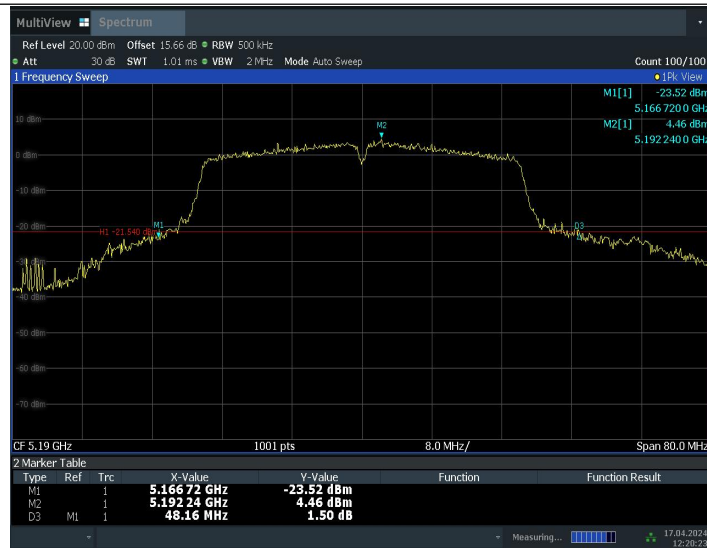 MultiView Spectrum
Ref Level 20.00 dBm Offset 15.66 dB RBW 500 kHz
Att 30 dB SWT 1.01 ms VBW 2 MHz Mode Auto Sweep Count 100/100
1 Frequency Sweep 1Pk View
M1[1] -23.52 dBm
5.166 720 0 GHz
10 dBm M2 M2[1] 4.46 dBm
5.192 240 0 GHz
0 dBm
-10 dBm
-20 dBm
H1 -21.540 dBm M1 D3
-30 dBm
-40 dBm
-50 dBm
-60 dBm
-70 dBm
CF 5.19 GHz 1001 pts 8.0 MHz/ Span 80.0 MHz
2 Marker Table
Type Ref Trc X-Value Y-Value Function Function Result
M1 1 5.166 72 GHz -23.52 dBm
M2 1 5.192 24 GHz 4.46 dBm
D3 M1 1 48.16 MHz 1.50 dB
Measuring... 17.04.2024
12:20:23